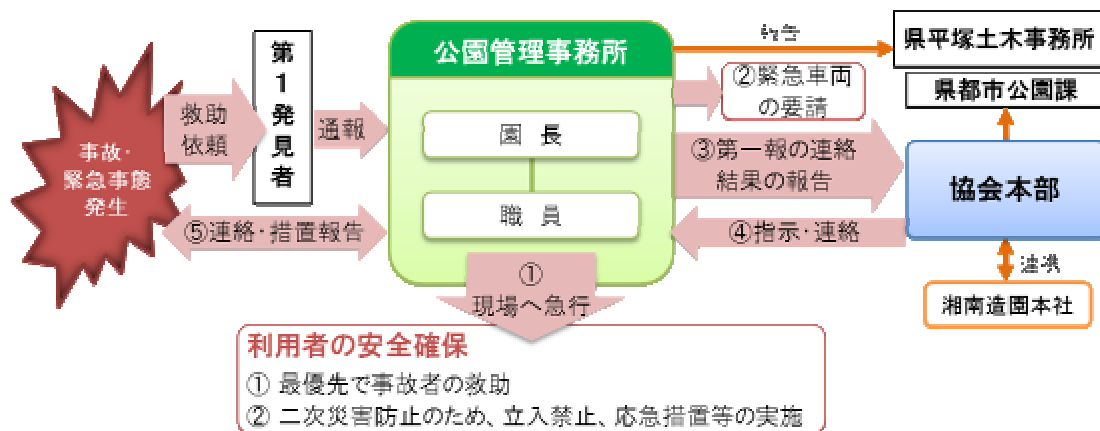 事故・
緊急事態
発生
救助
依頼
第
1
発
見
者
通報
公園管理事務所
園 長
職 員
報告
県平塚土木事務所
②緊急車両
の要請
県都市公園課
③第一報の連絡
結果の報告
協会本部
⑤連絡・措置報告
④指示・連絡
連携
湘南造園本社
①
現場へ急行
利用者の安全確保
① 最優先で事故者の救助
② 二次災害防止のため、立入禁止、応急措置等の実施